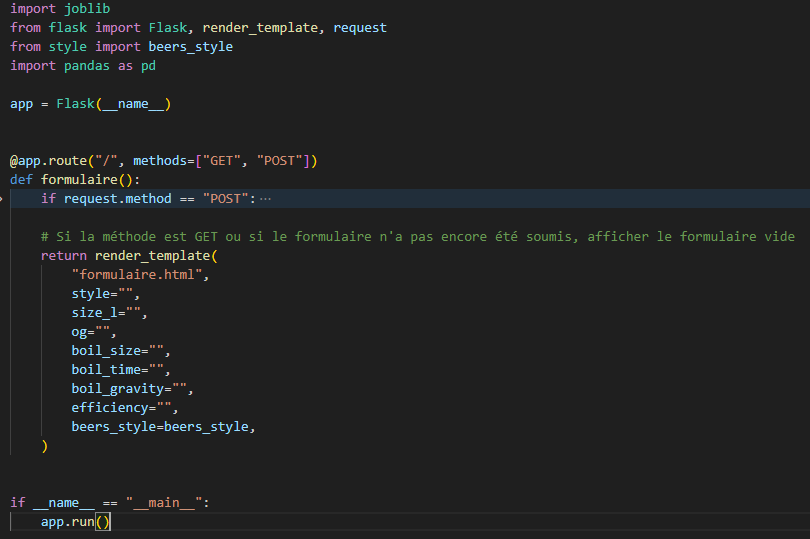 import joblib
from flask import Flask, render_template, request
from style import beers_style
import pandas as pd
app = Flask(__name__)
@app.route("/", methods=["GET", "POST"])
def formulaire():
    if request.method == "POST":···
    # Si la méthode est GET ou si le formulaire n'a pas encore été soumis, afficher le formulaire vide
    return render_template(
        "formulaire.html",
        style="",
        size_l="",
        og="",
        boil_size="",
        boil_time="",
        boil_gravity="",
        efficiency="",
        beers_style=beers_style,
    )
if __name__ == "__main__":
    app.run()